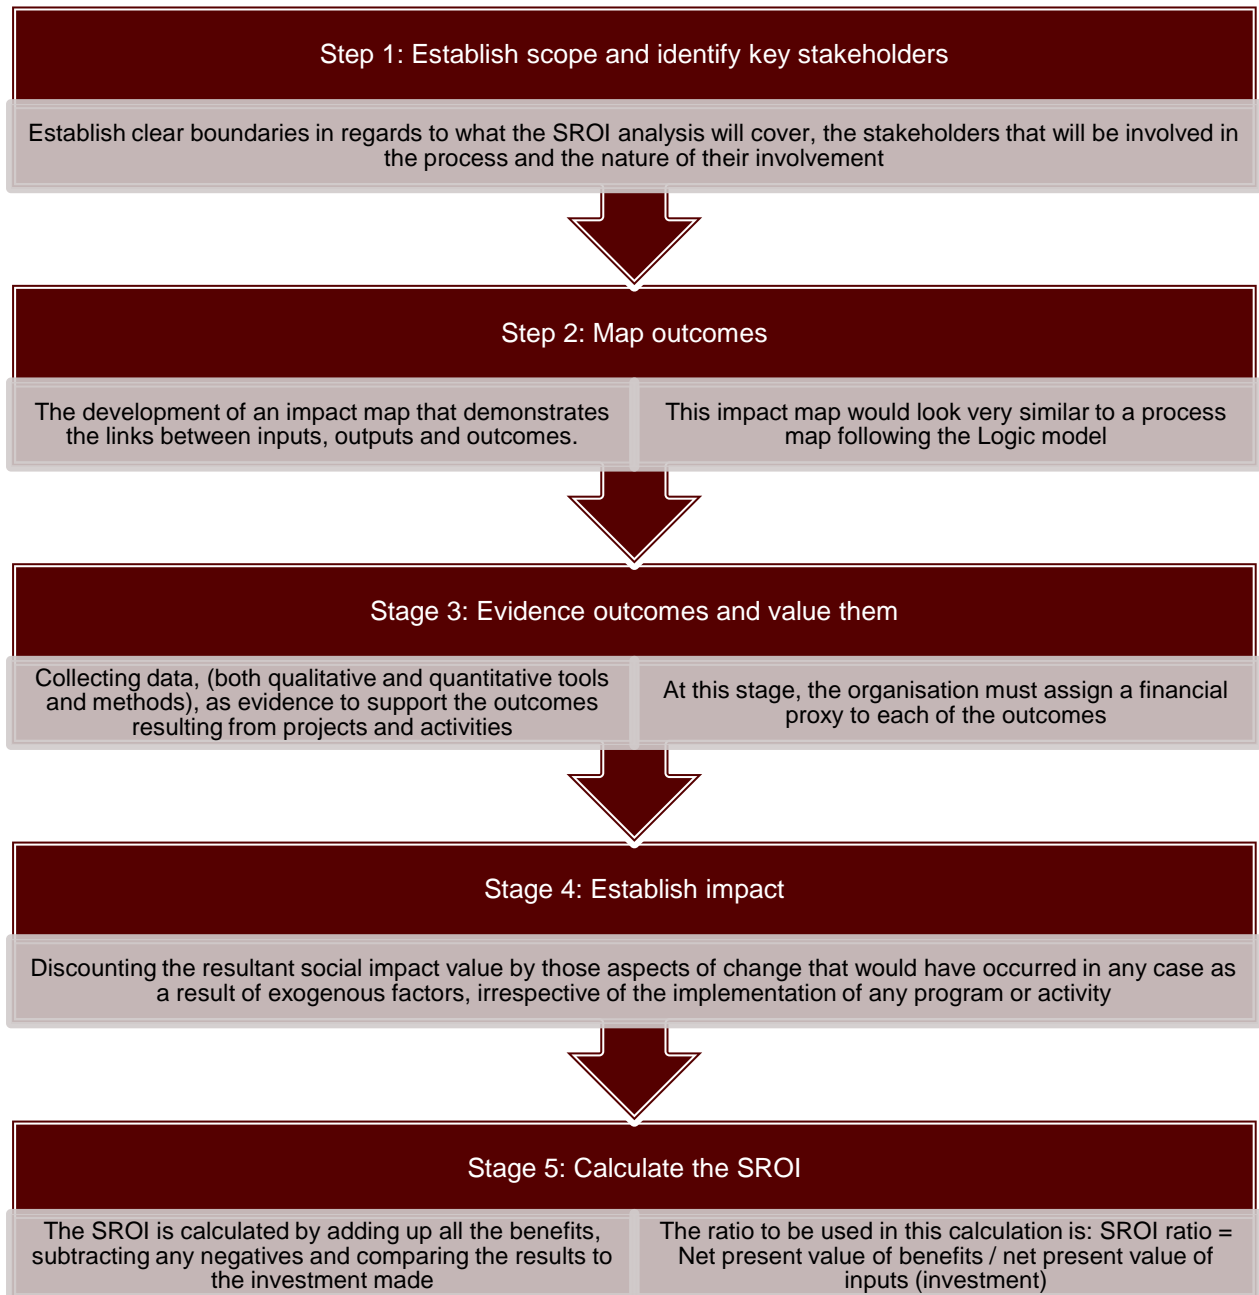 Step 1: Establish scope and identify key stakeholders
Establish clear boundaries in regards to what the SROI analysis will cover, the stakeholders that will be involved in
the process and the nature of their involvement
Step 2: Map outcomes
The development of an impact map that demonstrates
the links between inputs, outputs and outcomes.
This impact map would look very similar to a process
map following the Logic model
Stage 3: Evidence outcomes and value them
Collecting data, (both qualitative and quantitative tools
and methods), as evidence to support the outcomes
resulting from projects and activities
At this stage, the organisation must assign a financial
proxy to each of the outcomes
Stage 4: Establish impact
Discounting the resultant social impact value by those aspects of change that would have occurred in any case as
a result of exogenous factors, irrespective of the implementation of any program or activity
Stage 5: Calculate the SROI
The SROI is calculated by adding up all the benefits,
subtracting any negatives and comparing the results to
the investment made
The ratio to be used in this calculation is: SROI ratio =
Net present value of benefits / net present value of
inputs (investment)